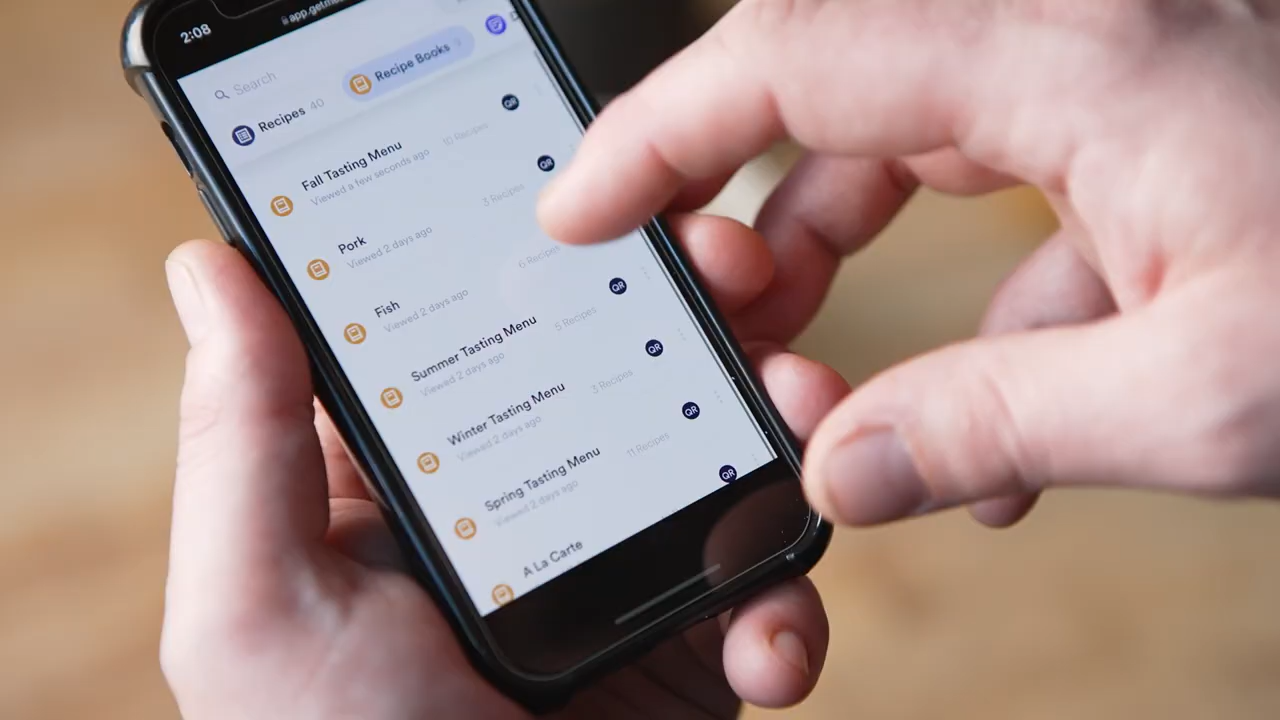 2:08
app.getme
Search
Recipes 40
Recipe Books
Fall Tasting Menu
Viewed a few seconds ago
10 Recipes
QR
Pork
Viewed 2 days ago
3 Recipes
QR
Fish
Viewed 2 days ago
6 Recipes
Summer Tasting Menu
Viewed 2 days ago
5 Recipes
QR
Winter Tasting Menu
Viewed 2 days ago
3 Recipes
QR
Spring Tasting Menu
Viewed 2 days ago
11 Recipes
QR
A La Carte
QR